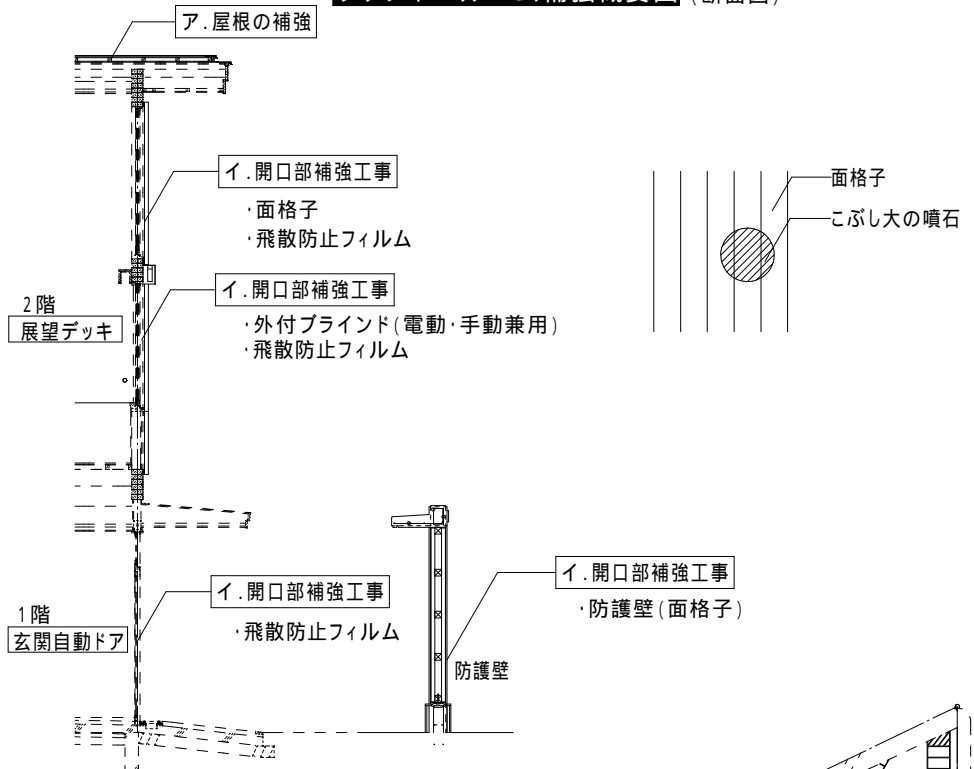 (断面図)
ア.屋根の補強
イ.開口部補強工事
・面格子
・飛散防止フィルム
面格子
こぶし大の噴石
イ.開口部補強工事
・外付ブラインド(電動・手動兼用)
・飛散防止フィルム
2階
展望デッキ
イ.開口部補強工事
・飛散防止フィルム
1階
玄関自動ドア
イ.開口部補強工事
・防護壁(面格子)
防護壁